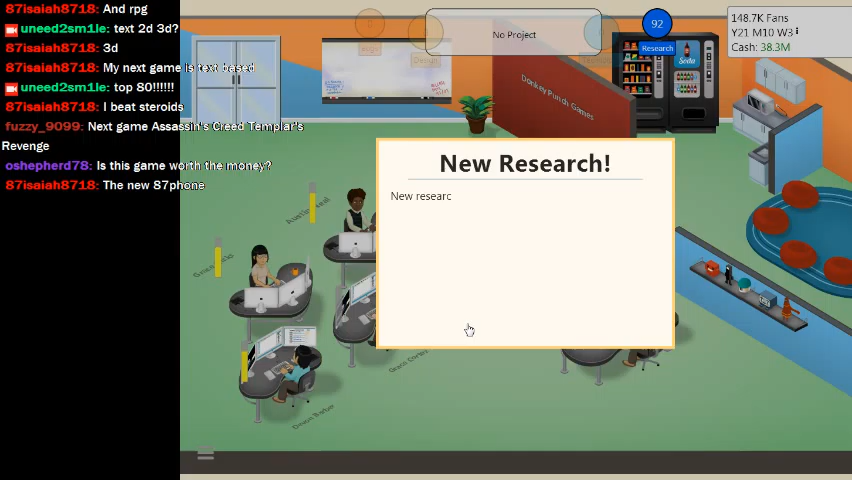 87isaiah8718: And rpg
uneed2sm1le: text 2d 3d?
87isaiah8718: 3d
87isaiah8718: My next game is text based
uneed2sm1le: top 80!!!!!!
87isaiah8718: I beat steroids
fuzzy_9099: Next game Assassin's Creed Templar's
Revenge
oshepherd78: Is this game worth the money?
87isaiah8718: The new 87phone
No Project
92
Research
148.7K Fans
Y21 M10 W3
Cash: 38.3M
Design
Soda
Donkey Punch Games
New Research!
New researc